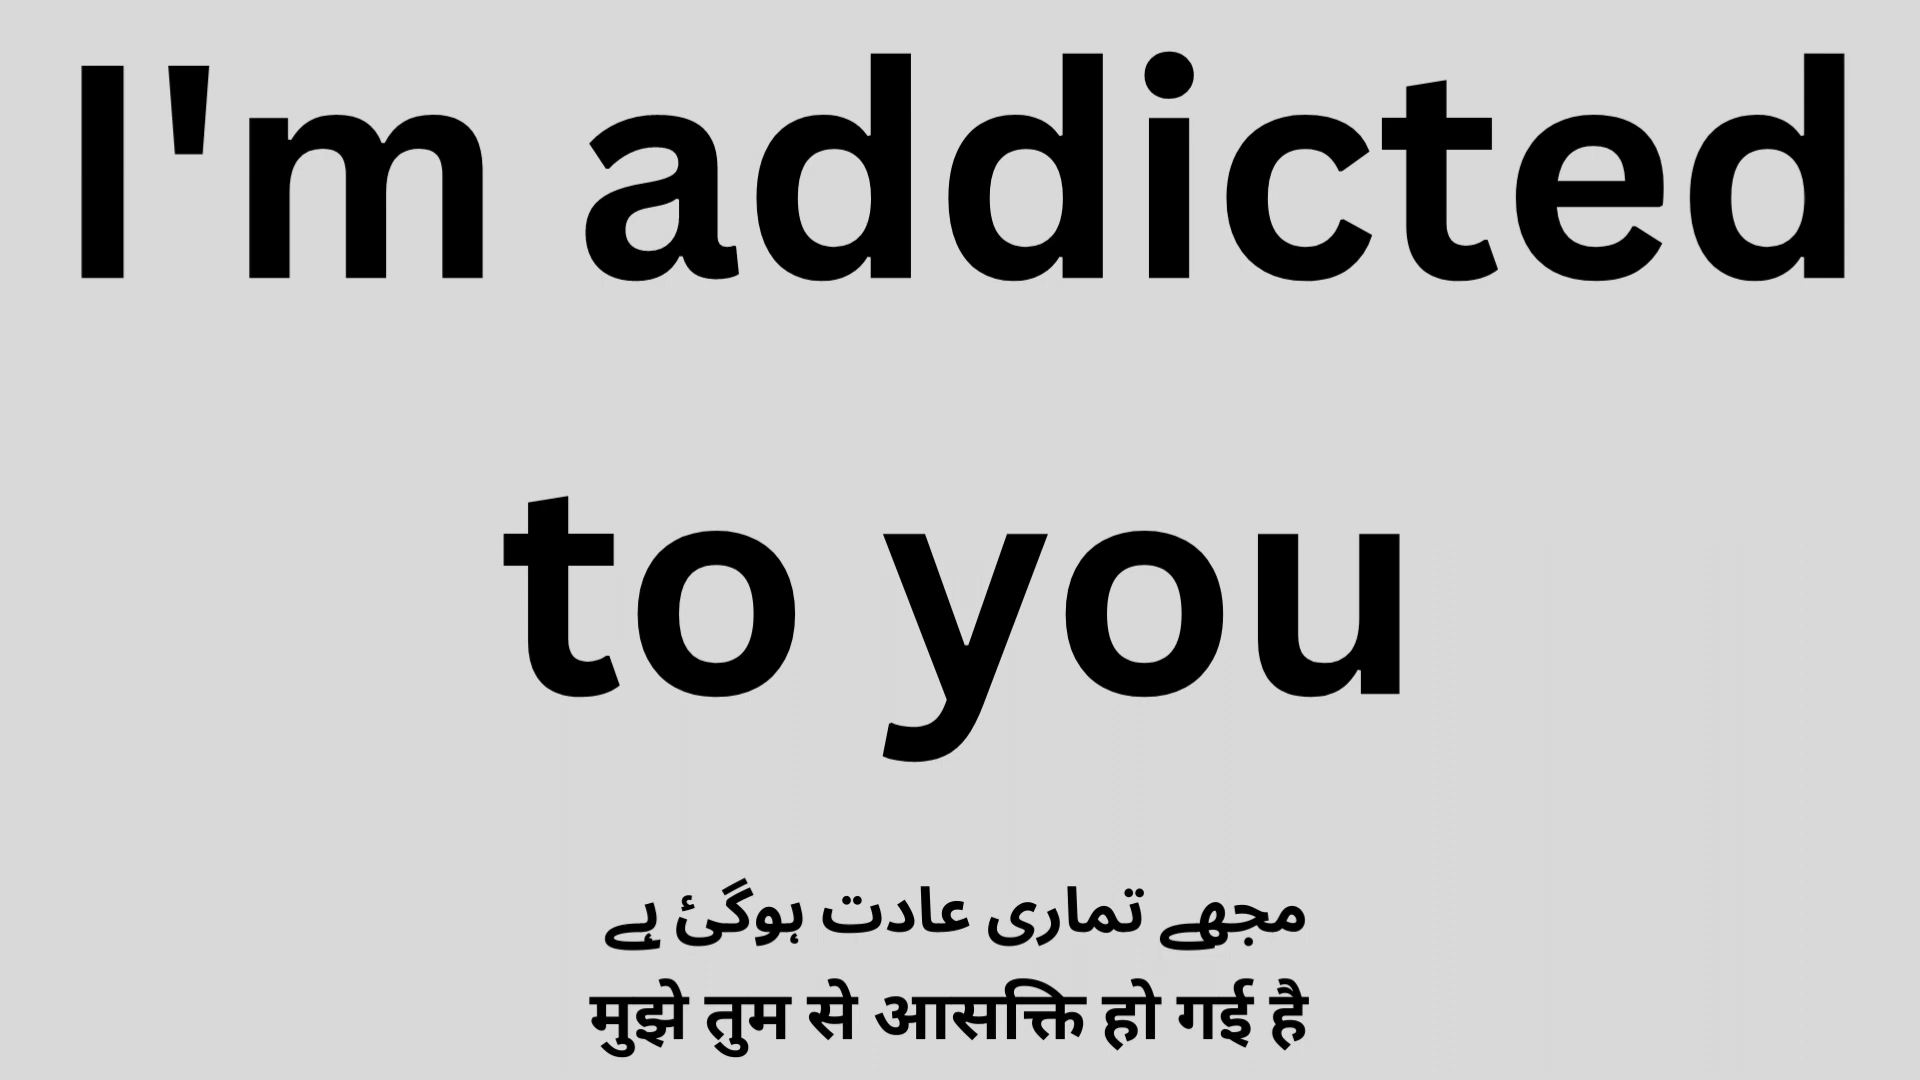 I'm addicted
to you
مجھے تماری عادت ہوگئ ہے
मुझे तुम से आसक्ति हो गई है